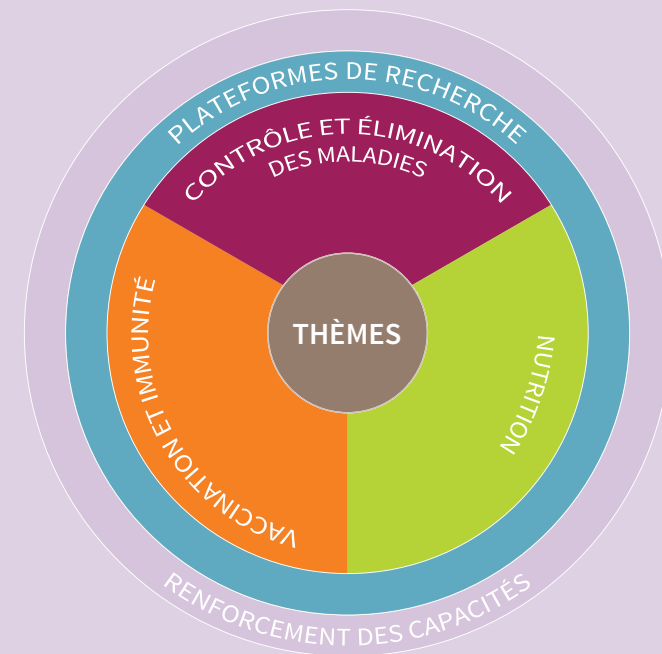 PLATEFORMES DE RECHERCHE
CONTRÔLE ET ÉLIMINATION
DES MALADIES
THÈMES
VACCINATION ET IMMUNITÉ
NUTRITION
RENFORCEMENT DES CAPACITÉS